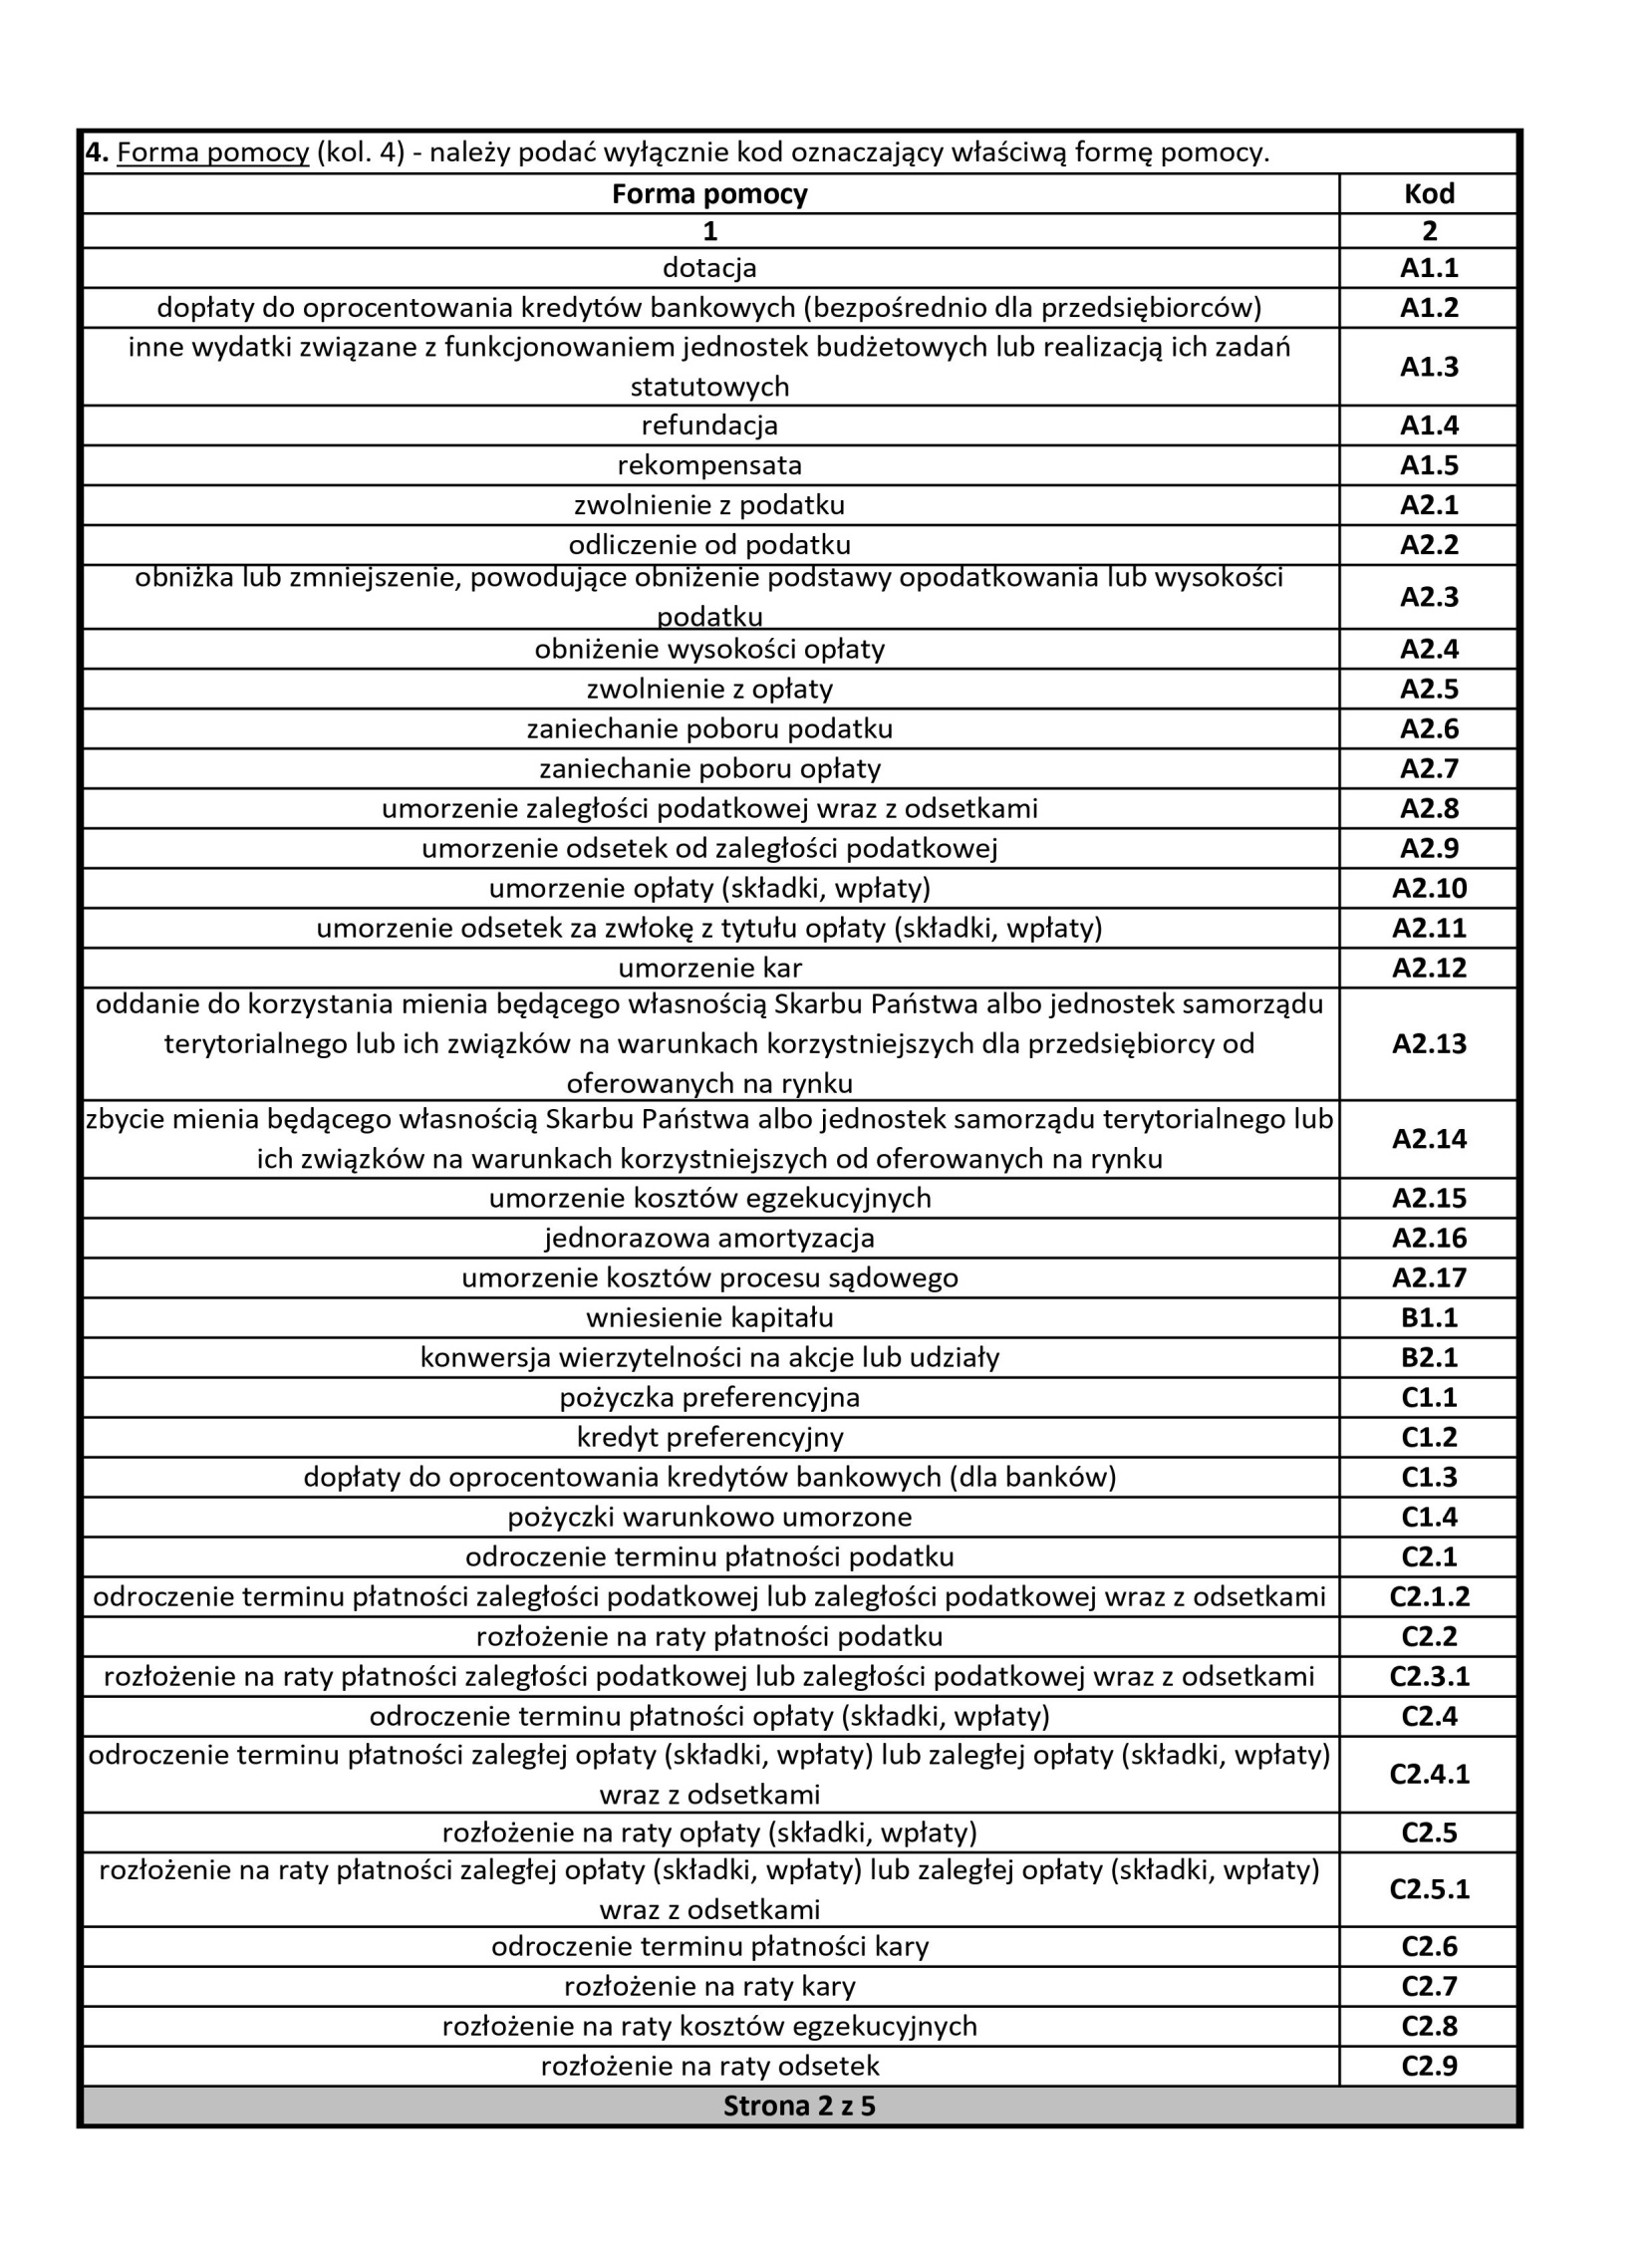 4. Forma pomocy (kol. 4) - należy podać wyłącznie kod oznaczający właściwą formę pomocy.
Forma pomocy Kod
1 2
dotacja A1.1
dopłaty do oprocentowania kredytów bankowych (bezpośrednio dla przedsiębiorców) A1.2
inne wydatki związane z funkcjonowaniem jednostek budżetowych lub realizacją ich zadań
statutowych A1.3
refundacja A1.4
rekompensata A1.5
zwolnienie z podatku A2.1
odliczenie od podatku A2.2
obniżka lub zmniejszenie, powodujące obniżenie podstawy opodatkowania lub wysokości
podatku A2.3
obniżenie wysokości opłaty A2.4
zwolnienie z opłaty A2.5
zaniechanie poboru podatku A2.6
zaniechanie poboru opłaty A2.7
umorzenie zaległości podatkowej wraz z odsetkami A2.8
umorzenie odsetek od zaległości podatkowej A2.9
umorzenie opłaty (składki, wpłaty) A2.10
umorzenie odsetek za zwłokę z tytułu opłaty (składki, wpłaty) A2.11
umorzenie kar A2.12
oddanie do korzystania mienia będącego własnością Skarbu Państwa albo jednostek samorządu
terytorialnego lub ich związków na warunkach korzystniejszych dla przedsiębiorcy od A2.13
oferowanych na rynku
zbycie mienia będącego własnością Skarbu Państwa albo jednostek samorządu terytorialnego lub
ich związków na warunkach korzystniejszych od oferowanych na rynku A2.14
umorzenie kosztów egzekucyjnych A2.15
jednorazowa amortyzacja A2.16
umorzenie kosztów procesu sądowego A2.17
wniesienie kapitału B1.1
konwersja wierzytelności na akcje lub udziały B2.1
pożyczka preferencyjna C1.1
kredyt preferencyjny C1.2
dopłaty do oprocentowania kredytów bankowych (dla banków) C1.3
pożyczki warunkowo umorzone C1.4
odroczenie terminu płatności podatku C2.1
odroczenie terminu płatności zaległości podatkowej lub zaległości podatkowej wraz z odsetkami C2.1.2
rozłożenie na raty płatności podatku C2.2
rozłożenie na raty płatności zaległości podatkowej lub zaległości podatkowej wraz z odsetkami C2.3.1
odroczenie terminu płatności opłaty (składki, wpłaty) C2.4
odroczenie terminu płatności zaległej opłaty (składki, wpłaty) lub zaległej opłaty (składki, wpłaty)
wraz z odsetkami C2.4.1
rozłożenie na raty opłaty (składki, wpłaty) C2.5
rozłożenie na raty płatności zaległej opłaty (składki, wpłaty) lub zaległej opłaty (składki, wpłaty)
wraz z odsetkami C2.5.1
odroczenie terminu płatności kary C2.6
rozłożenie na raty kary C2.7
rozłożenie na raty kosztów egzekucyjnych C2.8
rozłożenie na raty odsetek C2.9
Strona 2 z 5